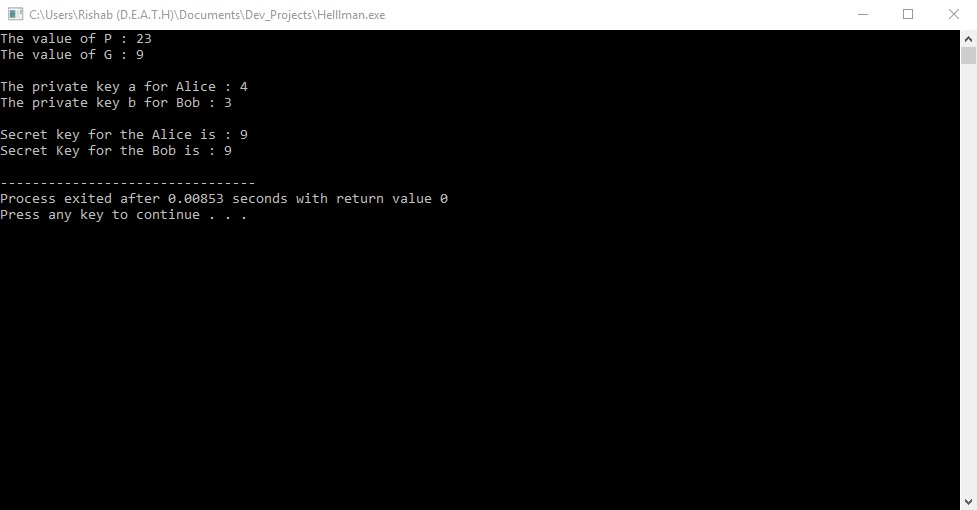 C:\Users\Rishab (D.E.A.T.H)\Documents\Dev_Projects\Helllman.exe
The value of P : 23
The value of G : 9
The private key a for Alice : 4
The private key b for Bob : 3
Secret key for the Alice is : 9
Secret Key for the Bob is : 9
--------------------------------
Process exited after 0.00853 seconds with return value 0
Press any key to continue . . .